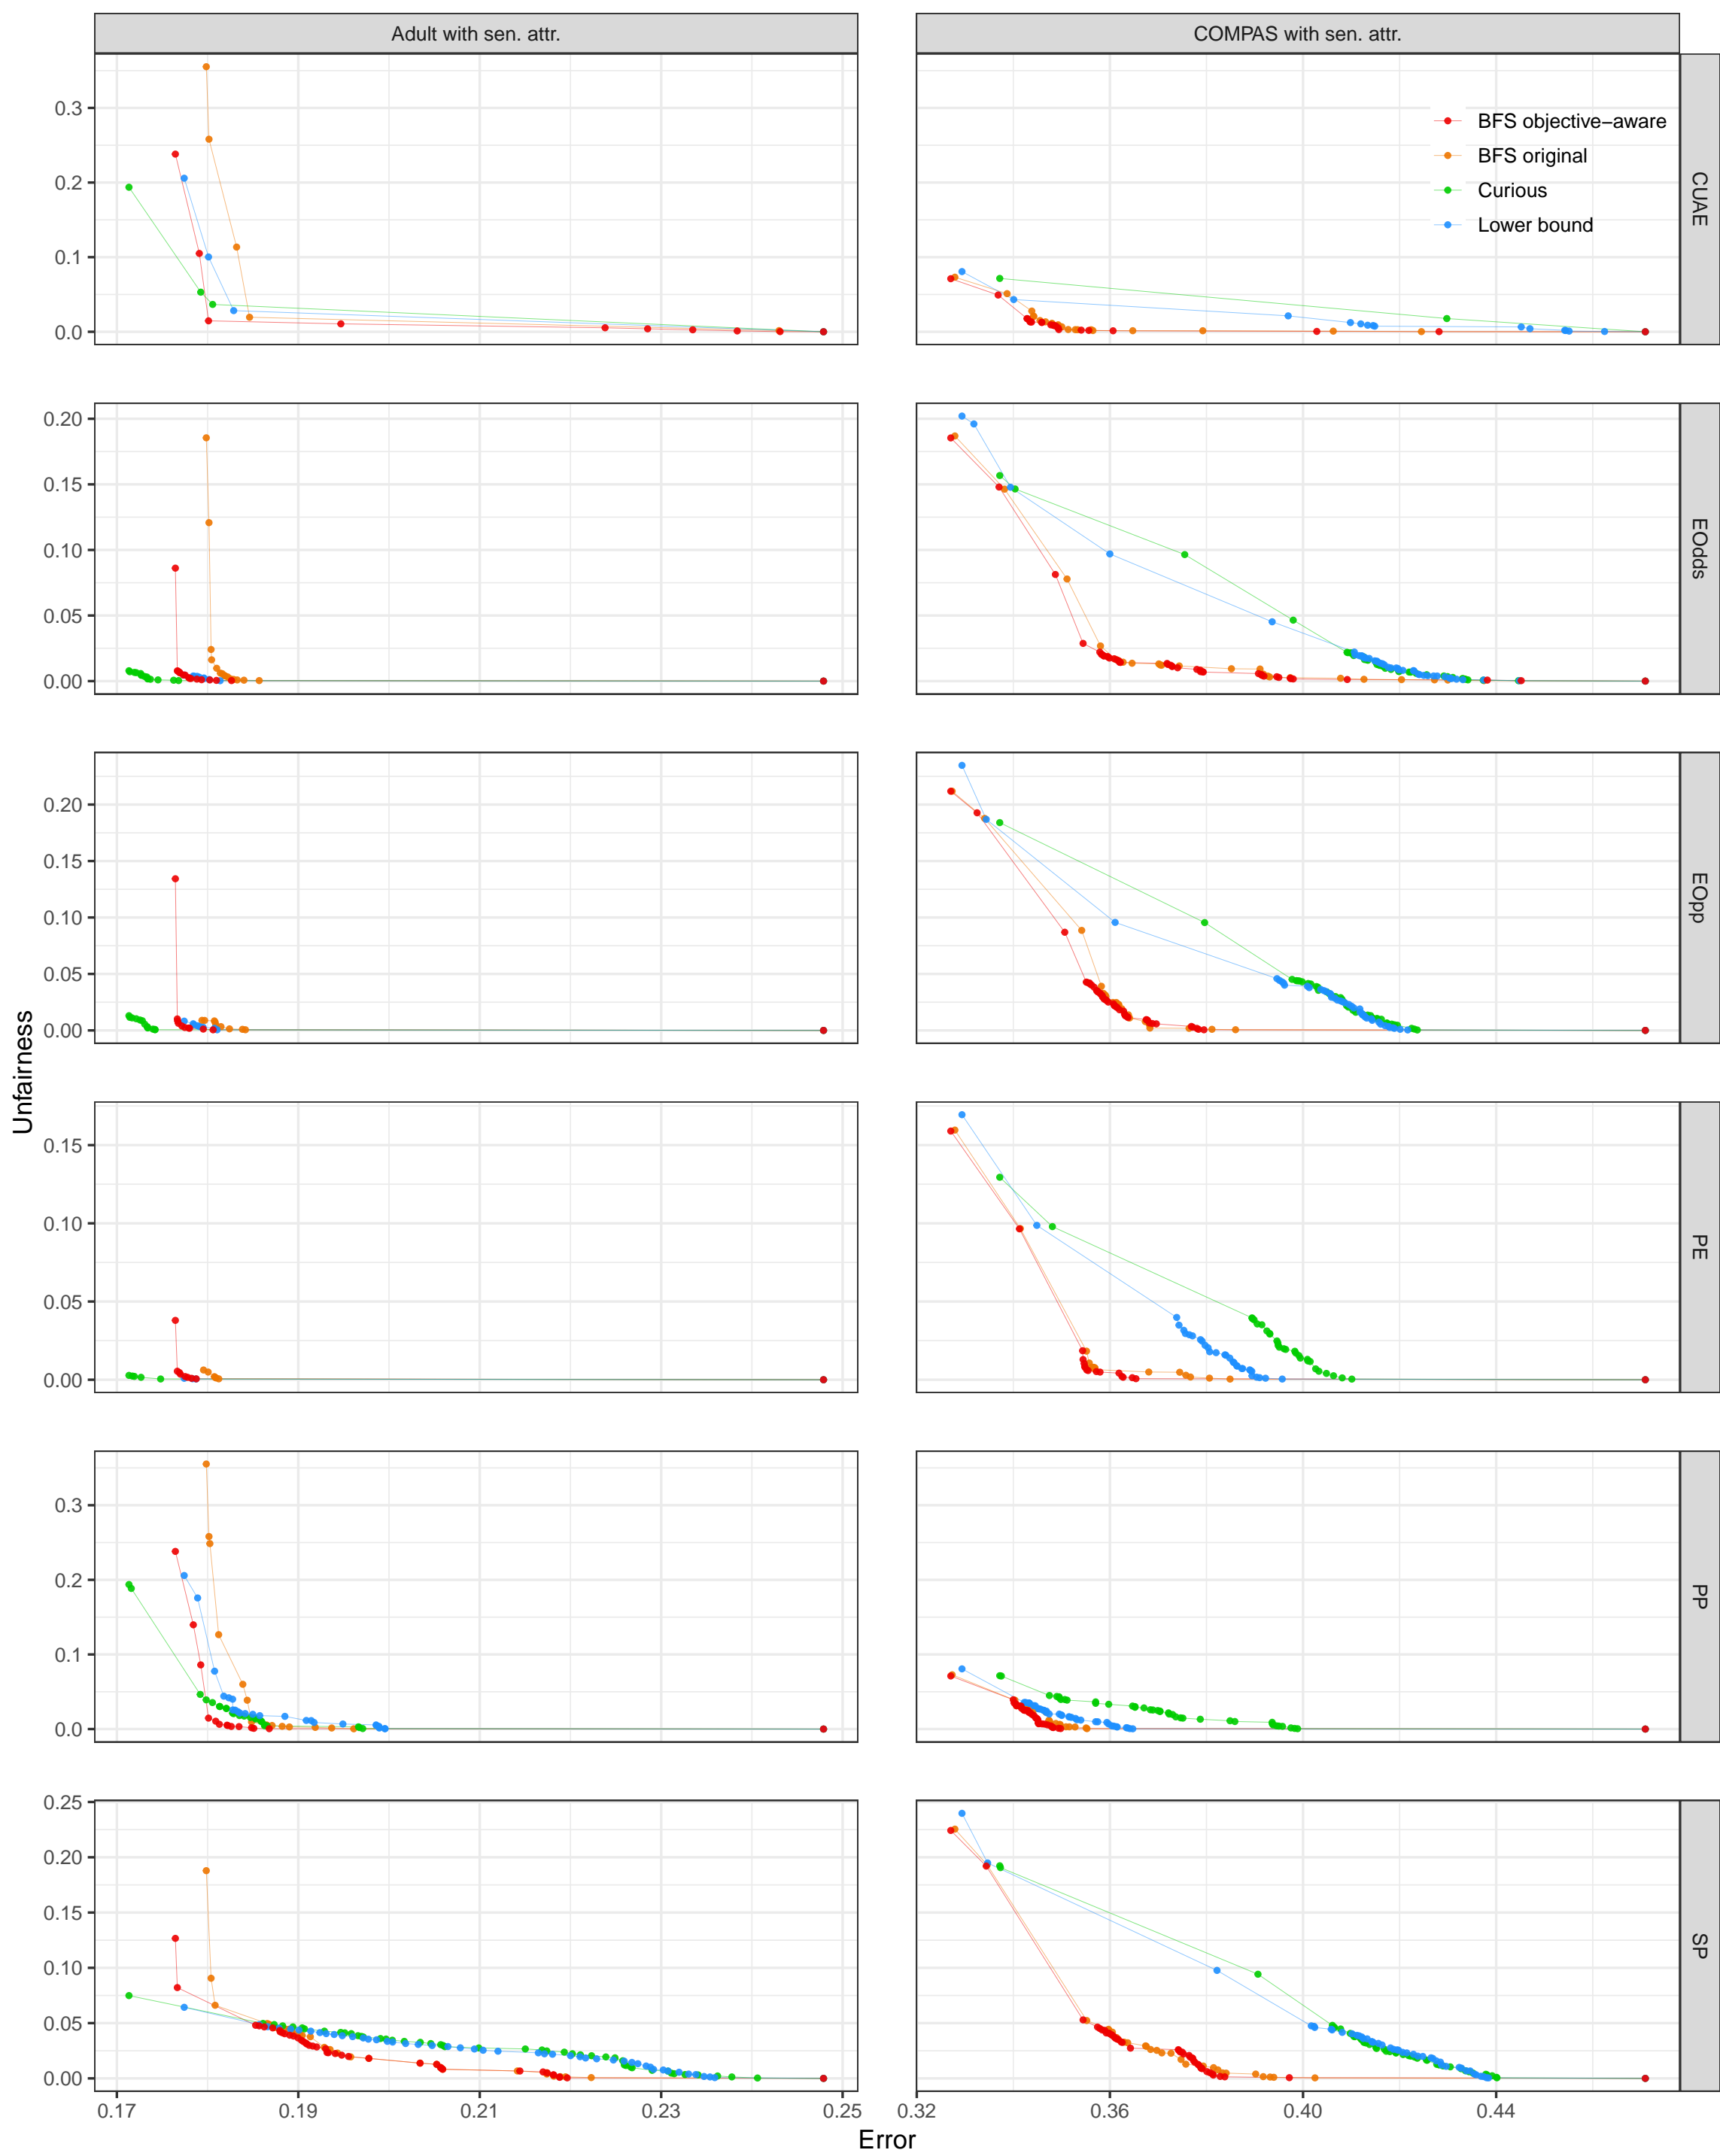 Adult with sen. attr.
COMPAS with sen. attr.
0.3
0.2
0.1
0.0
BFS objective−aware
BFS original
Curious
Lower bound
CUAE
0.20
0.15
0.10
0.05
0.00
EOdds
0.20
0.15
0.10
0.05
0.00
EOpp
Unfairness
0.15
0.10
0.05
0.00
PE
0.3
0.2
0.1
0.0
PP
0.25
0.20
0.15
0.10
0.05
0.00
SP
0.17 0.19 0.21 0.23 0.25
0.32 0.36 0.40 0.44
Error